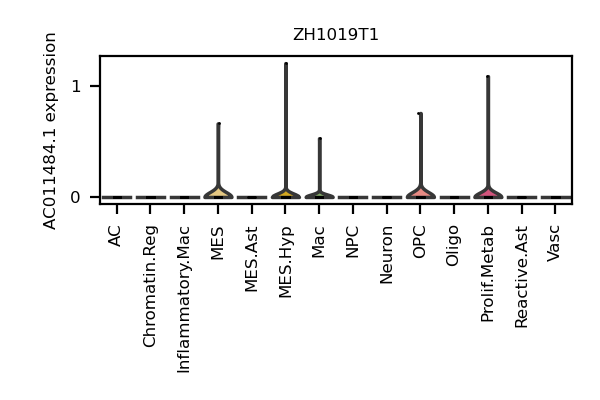 ZH1019T1
AC011484.1 expression
1
0
AC
Chromatin.Reg
Inflammatory.Mac
MES
MES.Ast
MES.Hyp
Mac
NPC
Neuron
OPC
Oligo
Prolif.Metab
Reactive.Ast
Vasc